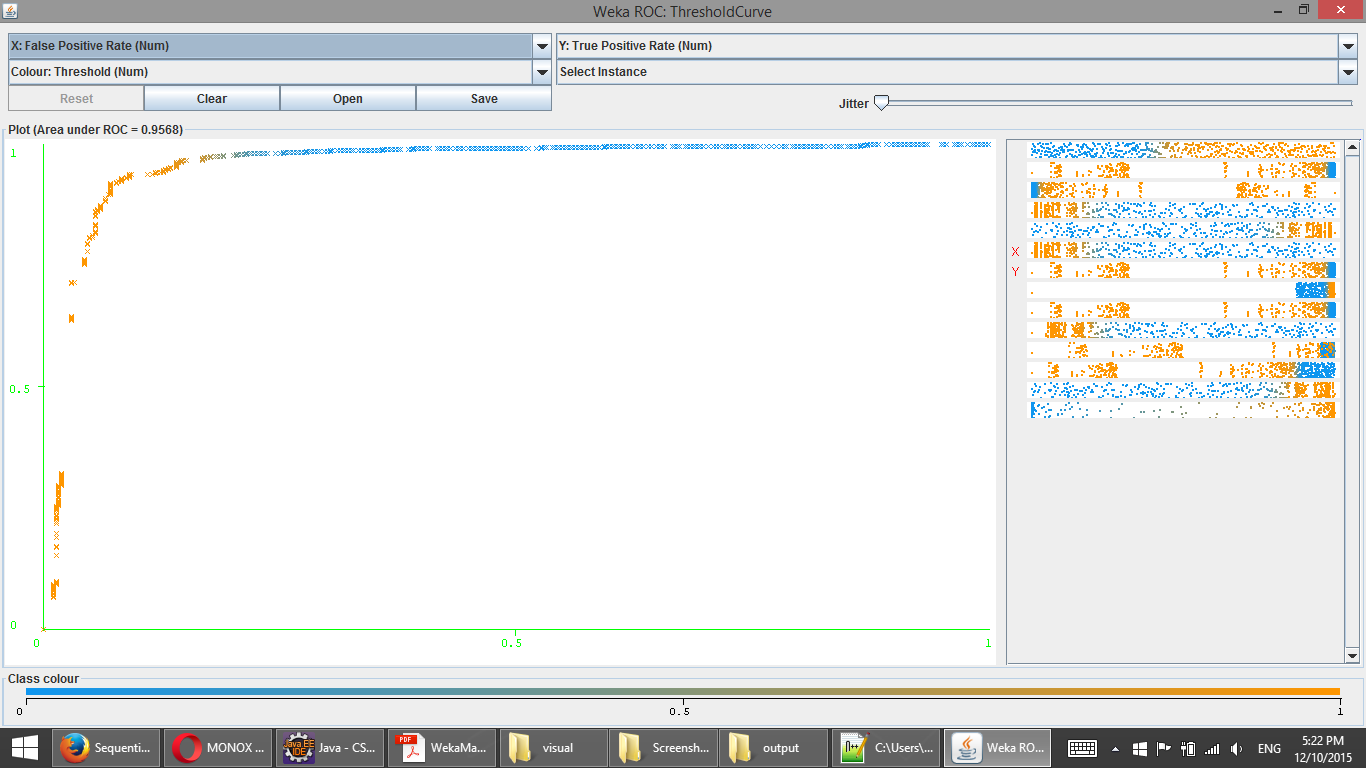 Weka ROC: ThresholdCurve
X: False Positive Rate (Num)
Y: True Positive Rate (Num)
Colour: Threshold (Num)
Select Instance
Reset
Clear
Open
Save
Jitter
Plot (Area under ROC = 0.9568)
1
0.5
0
0
0.5
1
X
Y
Class colour
0
0.5
1
Sequenti...
MONOX ...
Java EE
IDE
Java - CS...
PDF
WekaMa...
visual
Screensh...
output
C:\Users\...
Weka RO...
ENG
5:22 PM
12/10/2015